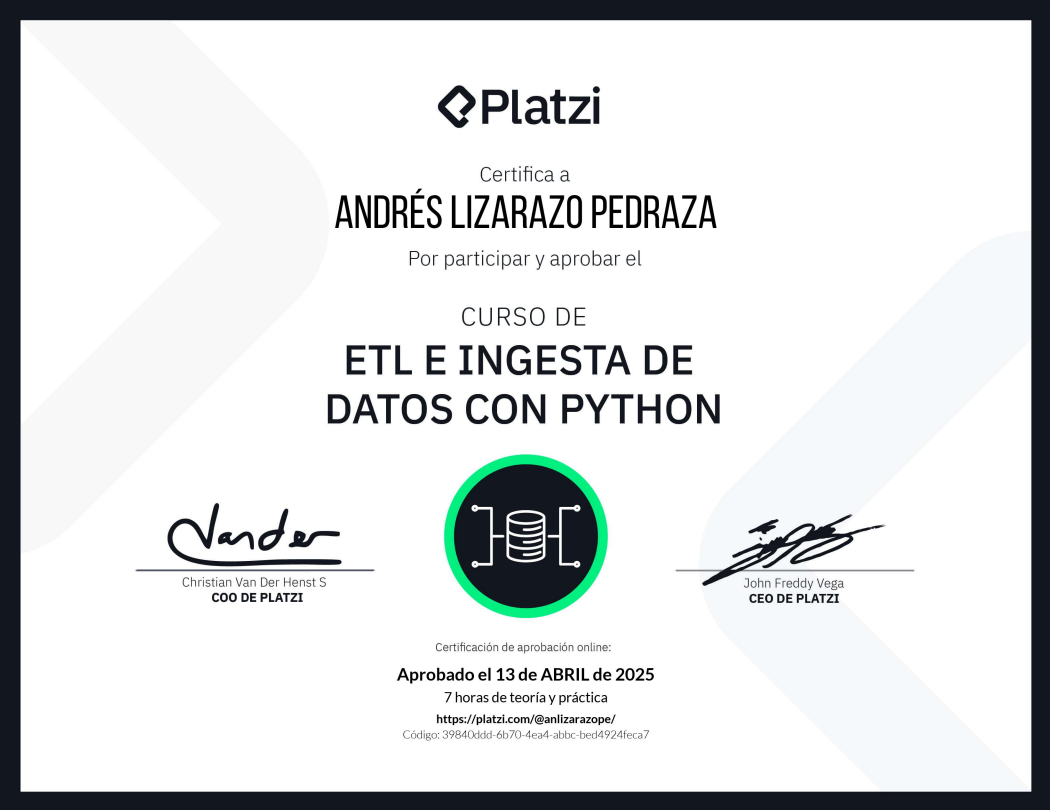 Platzi
Certifica a
ANDRÉS LIZARAZO PEDRAZA
Por participar y aprobar el
CURSO DE
ETL E INGESTA DE
DATOS CON PYTHON
Vander
Christian Van Der Henst S
COO DE PLATZI
John Freddy Vega
CEO DE PLATZI
Certificación de aprobación online:
Aprobado el 13 de ABRIL de 2025
7 horas de teoría y práctica
https://platzi.com/@anlizarazope/
Código: 39840ddd-6b70-4ea4-abbc-bed4924feca7